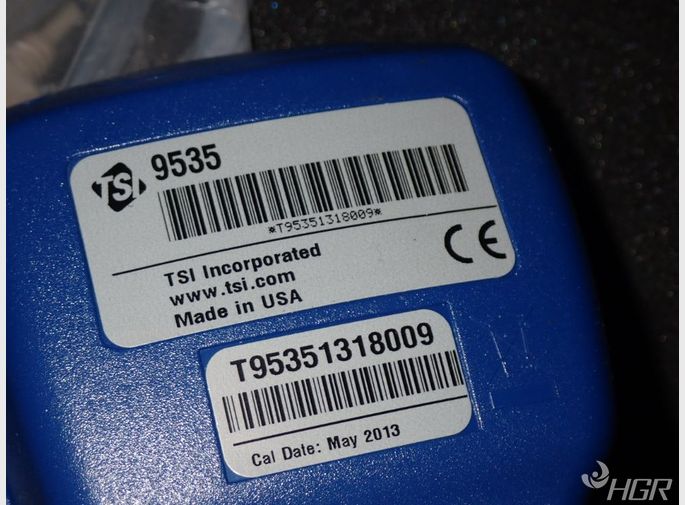 TSI 9535
*T95351318009*
TSI Incorporated
www.tsi.com
Made in USA
CE
T95351318009
Cal Date: May 2013
HGR